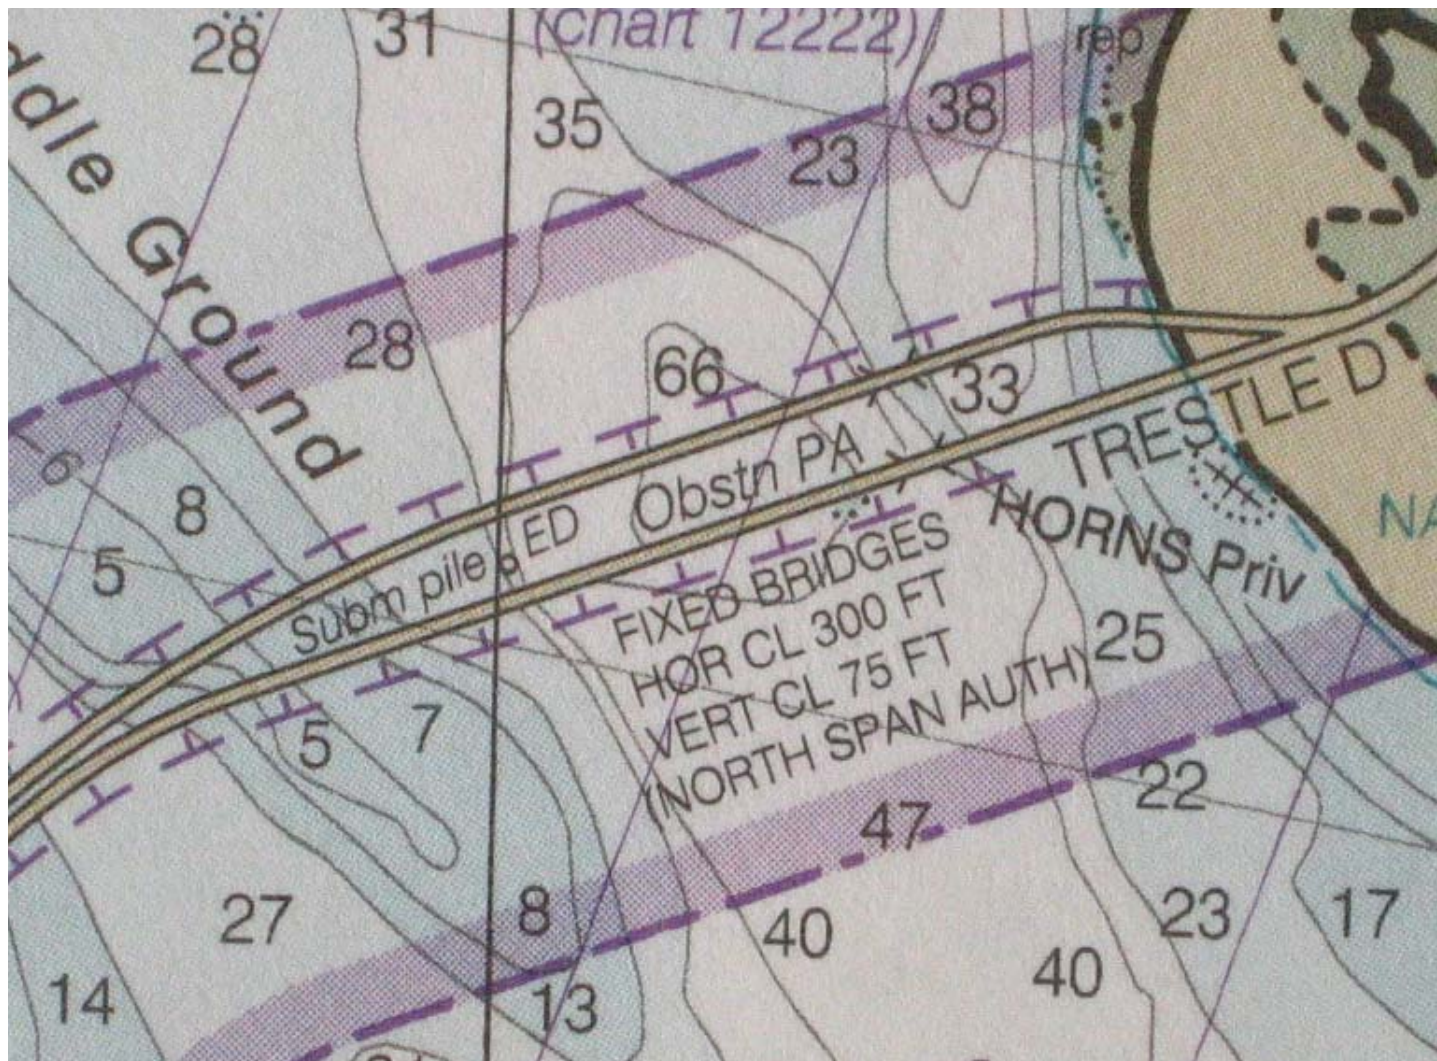 28
31
(chart 12222)
rep
35
38
23
ddle Ground
28
66
33
TRESTLE D
6
8
Obstn PA
5
Subm pile
ED
HORNS Priv
NA
FIXED BRIDGES
HOR CL 300 FT
VERT CL 75 FT
(NORTH SPAN AUTH)
25
5
7
22
47
27
8
40
23
17
14
13
40